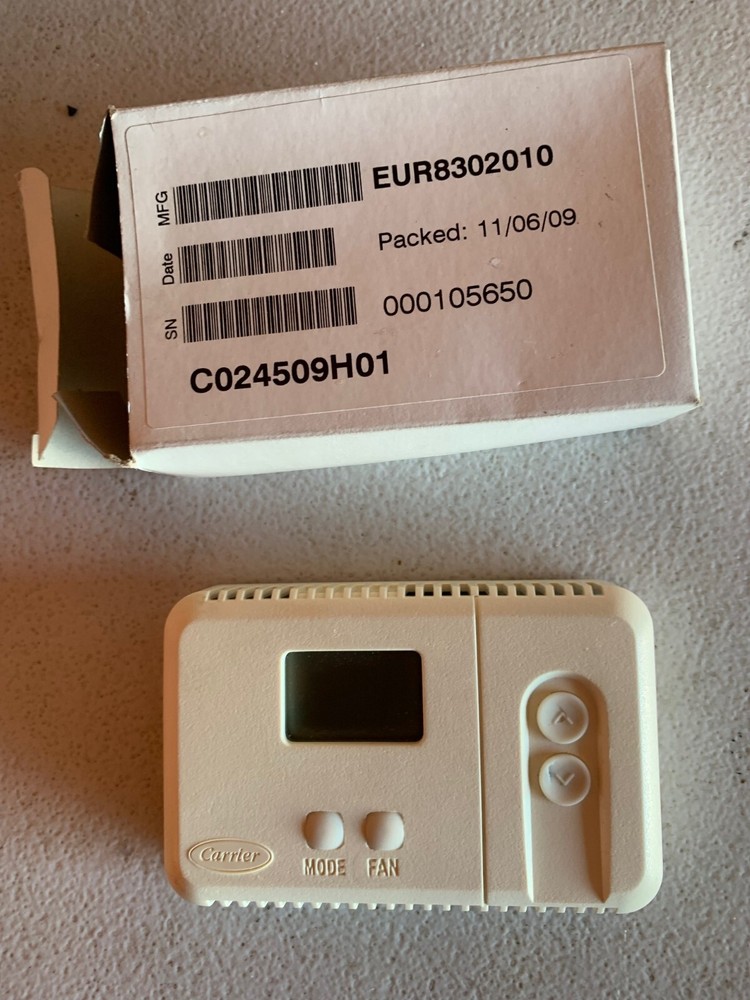 MFG EUR8302010
Date Packed: 11/06/09
SN 000105650
C024509H01
Carrier
MODE FAN